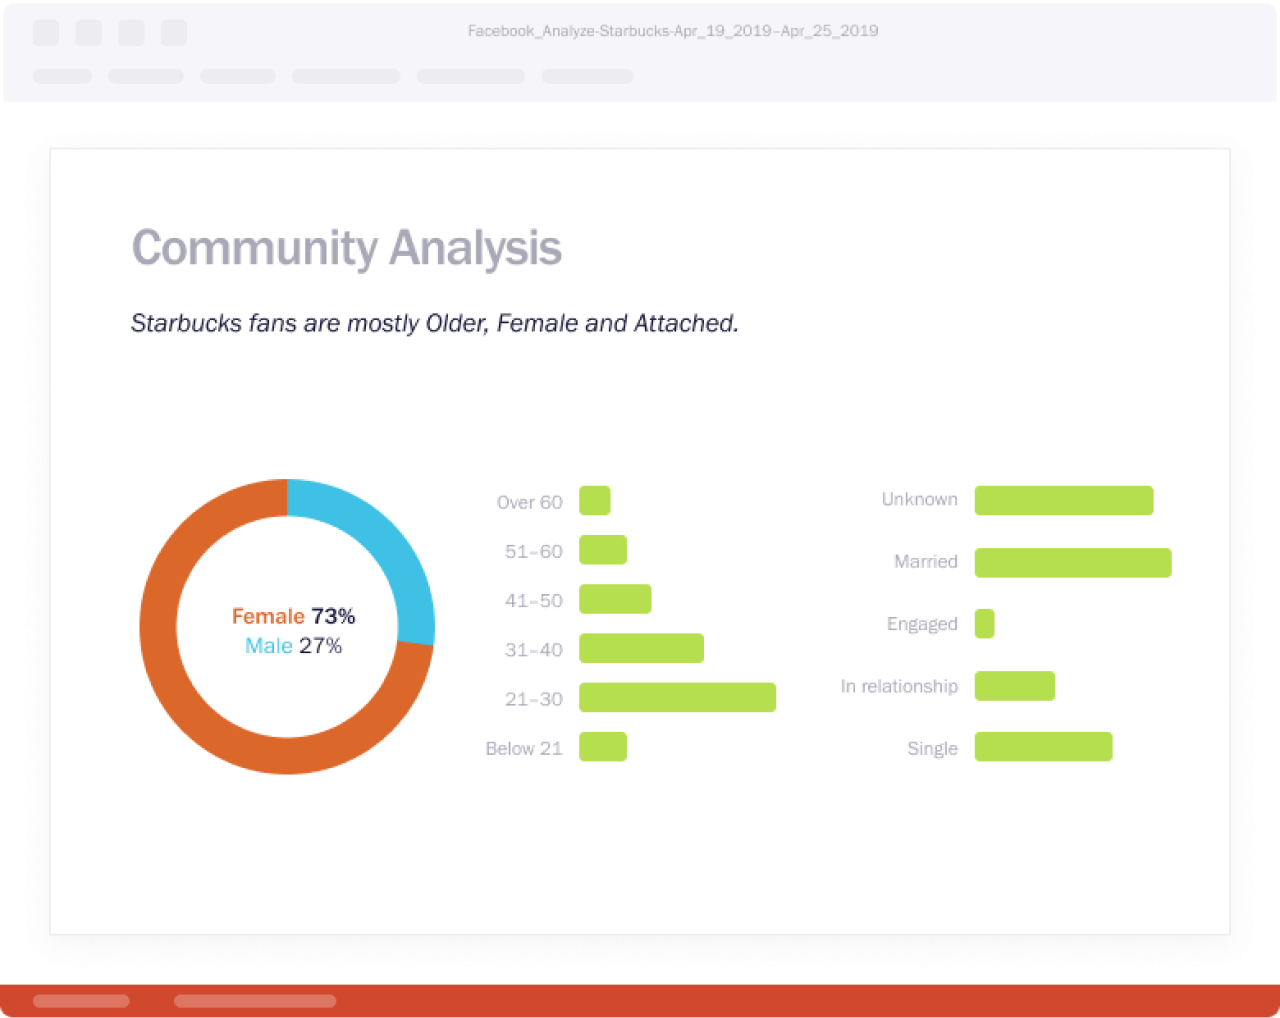 Facebook_Analyze-Starbucks-Apr_19_2019–Apr_25_2019
Community Analysis
Starbucks fans are mostly Older, Female and Attached.
Female 73%
Male 27%
Over 60
51–60
41–50
31–40
21–30
Below 21
Unknown
Married
Engaged
In relationship
Single